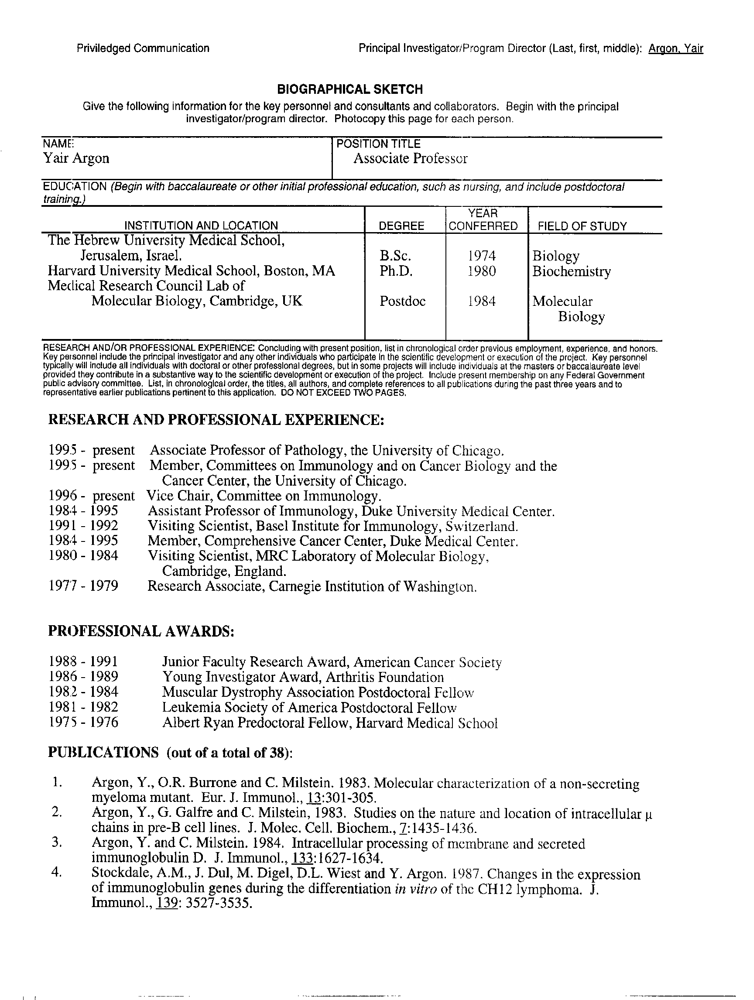 Priviledged Communication Principal Investigator/Program Director (Last, first, middle): Argon, Yair
BIOGRAPHICAL SKETCH
Give the following information for the key personnel and consultants and collaborators. Begin with the principal
investigator/program director. Photocopy this page for each person.
NAME POSITION TITLE
Yair Argon Associate Professor
EDUCATION (Begin with baccalaureate or other initial professional education, such as nursing, and include postdoctoral
training.)
YEAR
INSTITUTION AND LOCATION DEGREE CONFERRED FIELD OF STUDY
The Hebrew University Medical School,
Jerusalem, Israel. B.Sc. 1974 Biology
Harvard University Medical School, Boston, MA Ph.D. 1980 Biochemistry
Medical Research Council Lab of
Molecular Biology, Cambridge, UK Postdoc 1984 Molecular
Biology
RESEARCH AND/OR PROFESSIONAL EXPERIENCE: Concluding with present position, list in chronological order previous employment, experience, and honors.
Key personnel include the principal investigator and any other individuals who participate in the scientific development or execution of the project. Key personnel
typically will include all individuals with doctoral or other professional degrees, but in some projects will include individuals at the masters or baccalaureate level
provided they contribute in a substantive way to the scientific development or execution of the project. Include present membership on any Federal Government
public advisory committee. List, in chronological order, the titles, all authors, and complete references to all publications during the past three years and to
representative earlier publications pertinent to this application. DO NOT EXCEED TWO PAGES.
RESEARCH AND PROFESSIONAL EXPERIENCE:
1995 - present Associate Professor of Pathology, the University of Chicago.
1995 - present Member, Committees on Immunology and on Cancer Biology and the
Cancer Center, the University of Chicago.
1996 - present Vice Chair, Committee on Immunology.
1984 - 1995 Assistant Professor of Immunology, Duke University Medical Center.
1991 - 1992 Visiting Scientist, Basel Institute for Immunology, Switzerland.
1984 - 1995 Member, Comprehensive Cancer Center, Duke Medical Center.
1980 - 1984 Visiting Scientist, MRC Laboratory of Molecular Biology,
Cambridge, England.
1977 - 1979 Research Associate, Carnegie Institution of Washington.
PROFESSIONAL AWARDS:
1988 - 1991 Junior Faculty Research Award, American Cancer Society
1986 - 1989 Young Investigator Award, Arthritis Foundation
1982 - 1984 Muscular Dystrophy Association Postdoctoral Fellow
1981 - 1982 Leukemia Society of America Postdoctoral Fellow
1975 - 1976 Albert Ryan Predoctoral Fellow, Harvard Medical School
PUBLICATIONS (out of a total of 38):
1. Argon, Y., O.R. Burrone and C. Milstein. 1983. Molecular characterization of a non-secreting
myeloma mutant. Eur. J. Immunol., 13:301-305.
2. Argon, Y., G. Galfre and C. Milstein, 1983. Studies on the nature and location of intracellular μ
chains in pre-B cell lines. J. Molec. Cell. Biochem., 7:1435-1436.
3. Argon, Y. and C. Milstein. 1984. Intracellular processing of membrane and secreted
immunoglobulin D. J. Immunol., 133:1627-1634.
4. Stockdale, A.M., J. Dul, M. Digel, D.L. Wiest and Y. Argon. 1987. Changes in the expression
of immunoglobulin genes during the differentiation in vitro of the CH12 lymphoma. J.
Immunol., 139: 3527-3535.